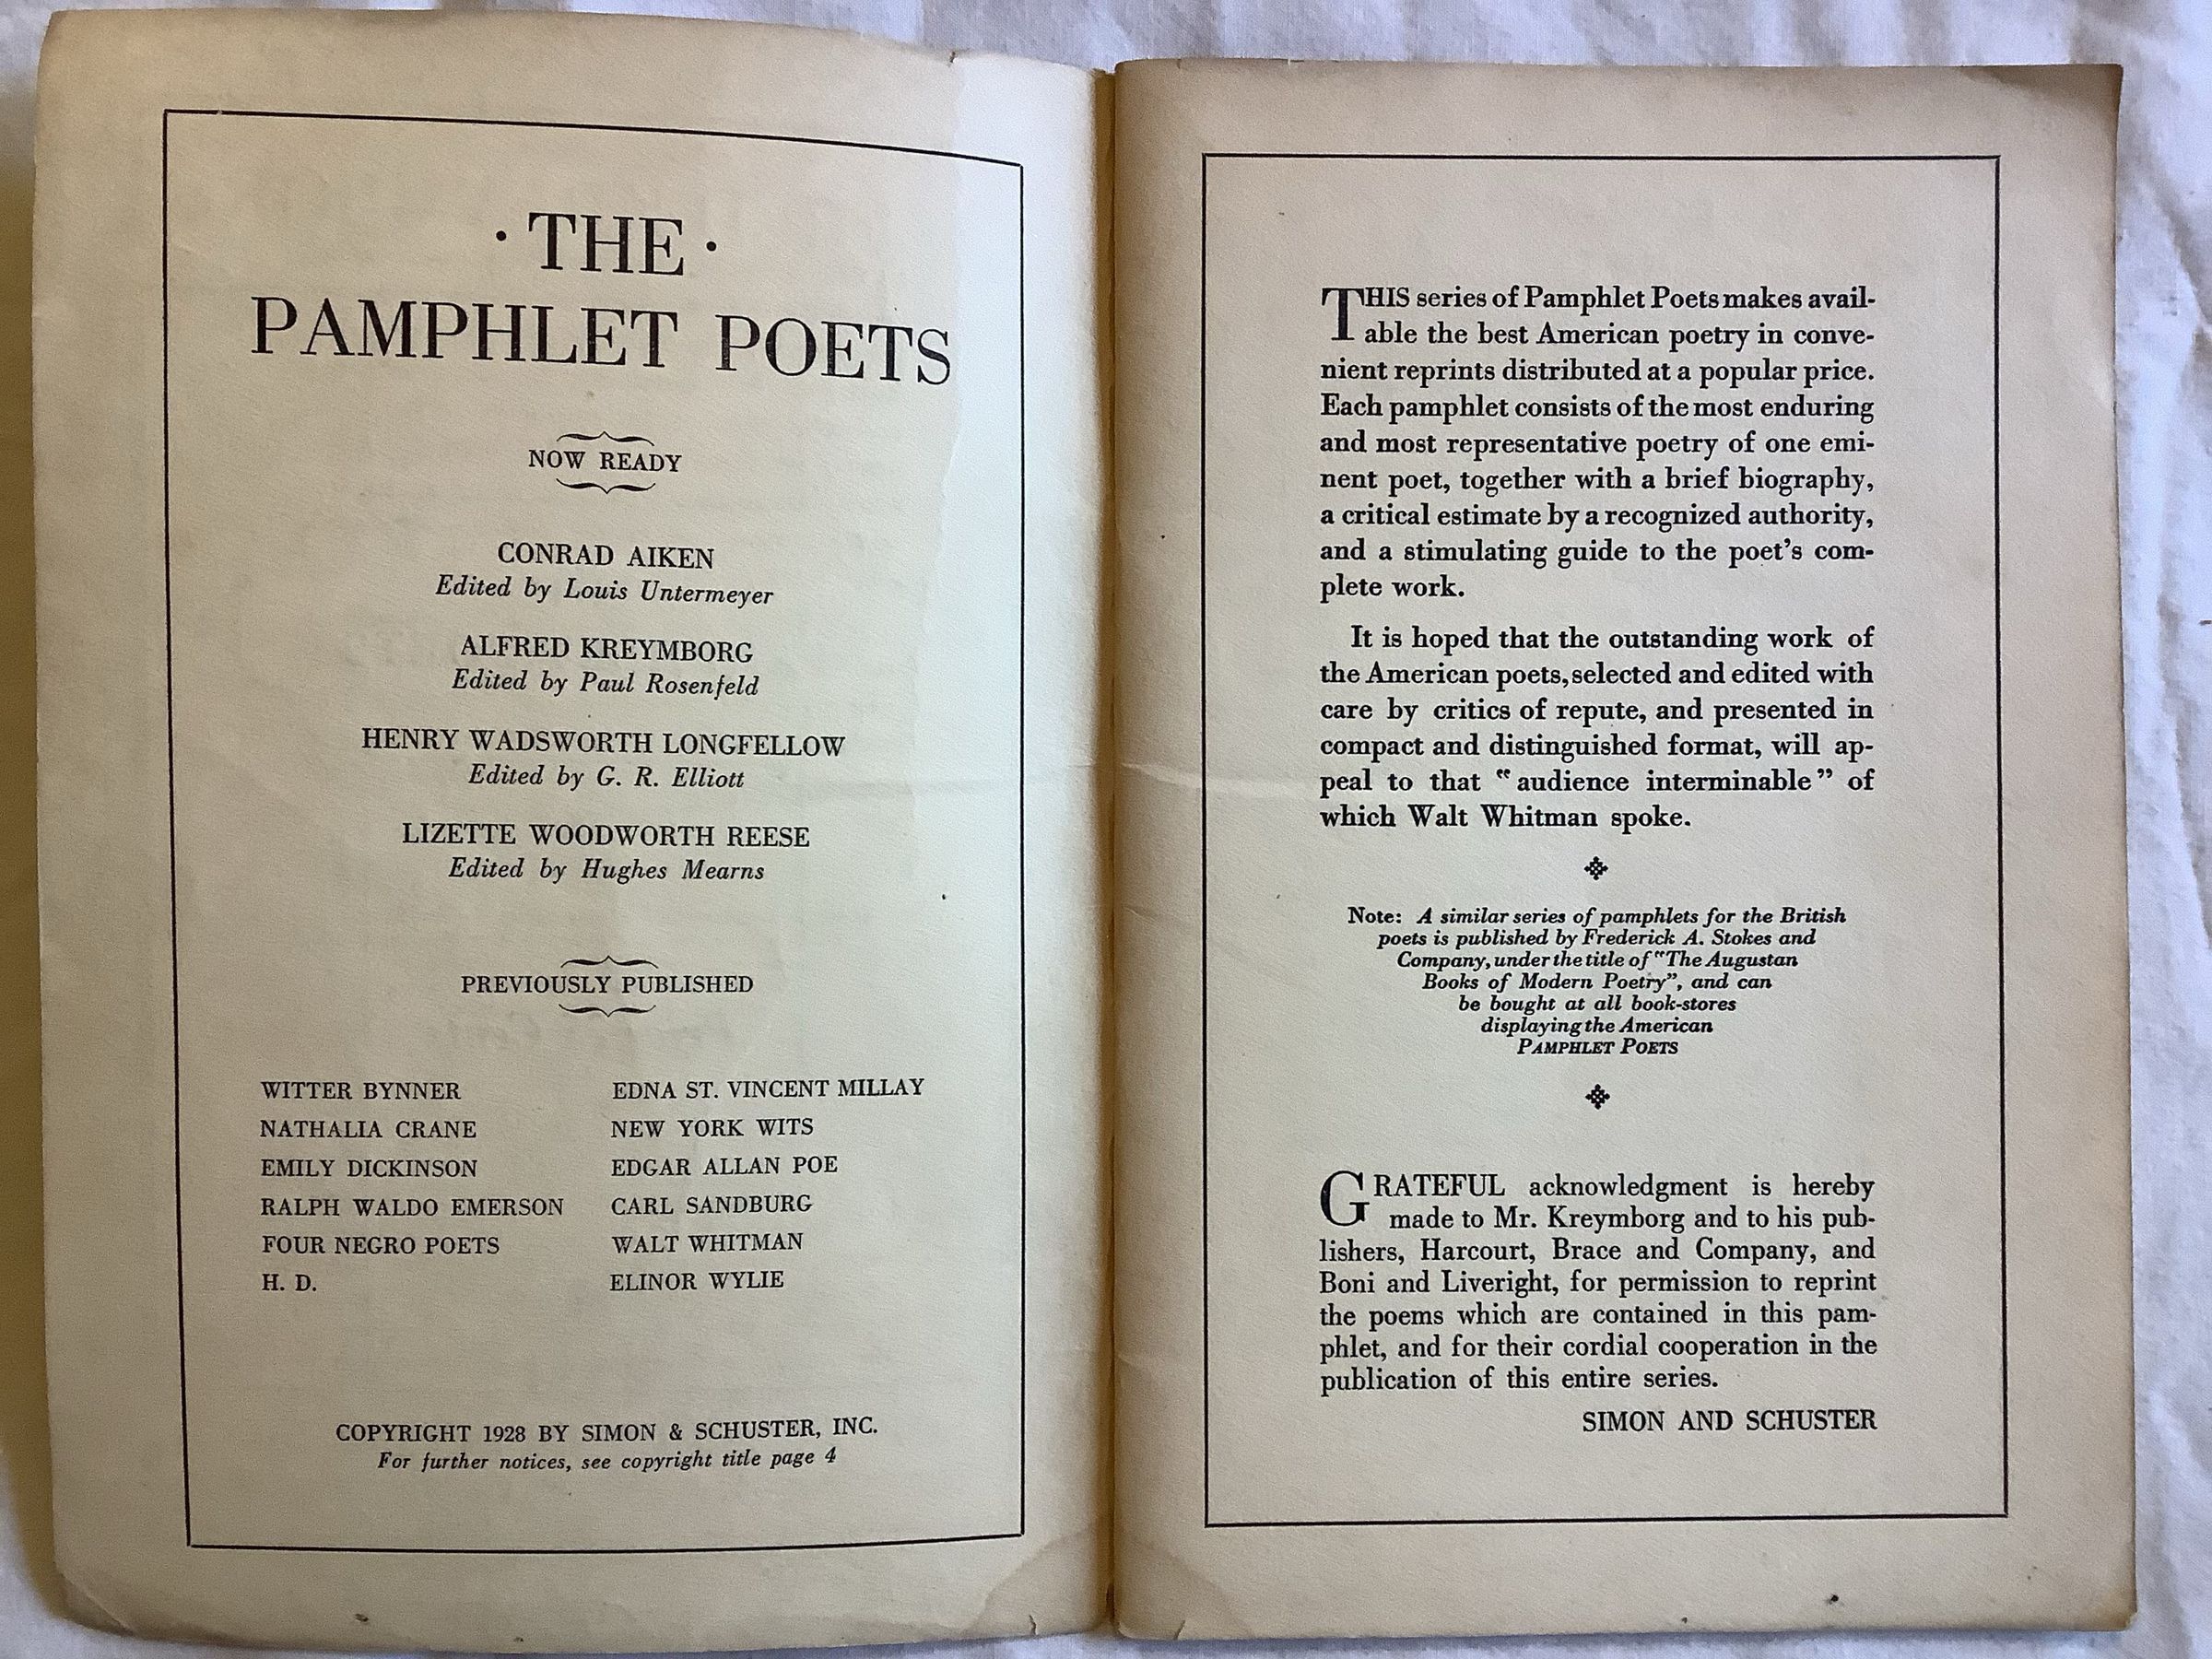 · THE ·
PAMPHLET POETS
NOW READY
CONRAD AIKEN
Edited by Louis Untermeyer
ALFRED KREYMBORG
Edited by Paul Rosenfeld
HENRY WADSWORTH LONGFELLOW
Edited by G. R. Elliott
LIZETTE WOODWORTH REESE
Edited by Hughes Mearns
PREVIOUSLY PUBLISHED
WITTER BYNNER
NATHALIA CRANE
EMILY DICKINSON
RALPH WALDO EMERSON
FOUR NEGRO POETS
H. D.
EDNA ST. VINCENT MILLAY
NEW YORK WITS
EDGAR ALLAN POE
CARL SANDBURG
WALT WHITMAN
ELINOR WYLIE
COPYRIGHT 1928 BY SIMON & SCHUSTER, INC.
For further notices, see copyright title page 4
THIS series of Pamphlet Poets makes avail-
able the best American poetry in conve-
nient reprints distributed at a popular price.
Each pamphlet consists of the most enduring
and most representative poetry of one emi-
nent poet, together with a brief biography,
a critical estimate by a recognized authority,
and a stimulating guide to the poet's com-
plete work.
It is hoped that the outstanding work of
the American poets, selected and edited with
care by critics of repute, and presented in
compact and distinguished format, will ap-
peal to that "audience interminable" of
which Walt Whitman spoke.
Note: A similar series of pamphlets for the British
poets is published by Frederick A. Stokes and
Company, under the title of "The Augustan
Books of Modern Poetry", and can
be bought at all book-stores
displaying the American
PAMPHLET POETS
GRATEFUL acknowledgment is hereby
made to Mr. Kreymborg and to his pub-
lishers, Harcourt, Brace and Company, and
Boni and Liveright, for permission to reprint
the poems which are contained in this pam-
phlet, and for their cordial cooperation in the
publication of this entire series.
SIMON AND SCHUSTER